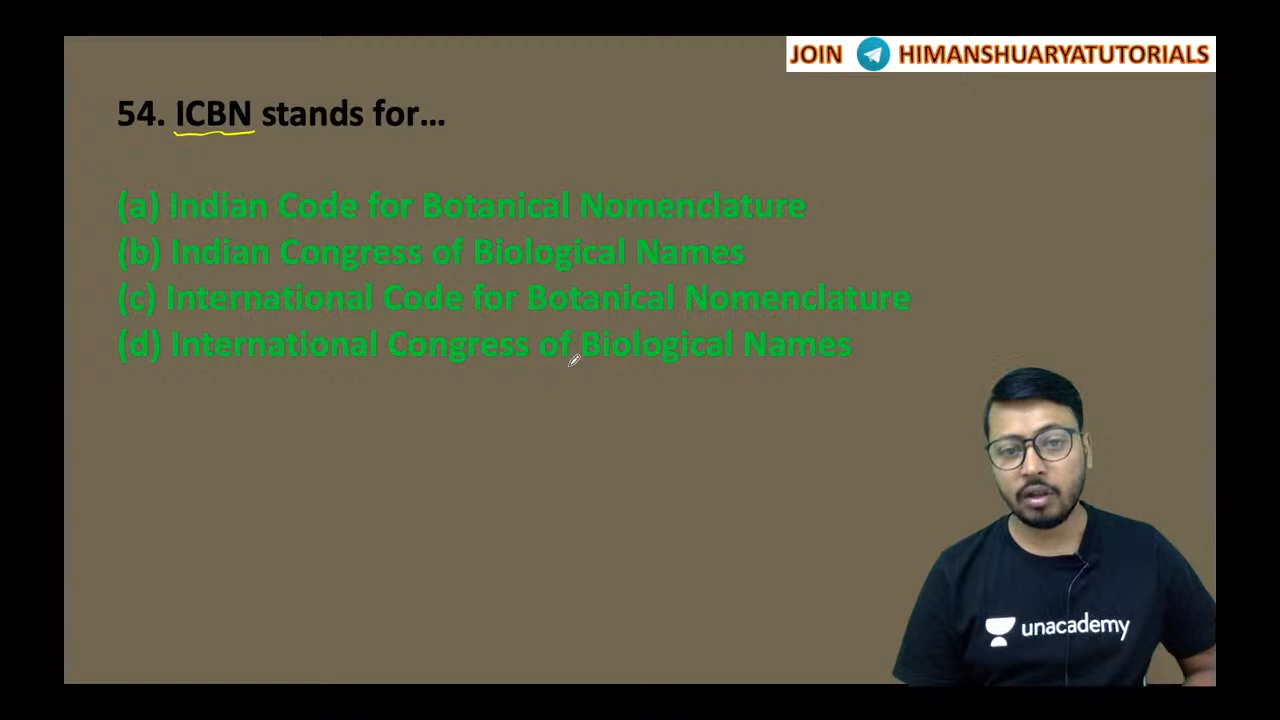 JOIN HIMANSHUARYATUTORIALS
54. ICBN stands for...
(a) Indian Code for Botanical Nomenclature
(b) Indian Congress of Biological Names
(c) International Code for Botanical Nomenclature
(d) International Congress of Biological Names
unacademy